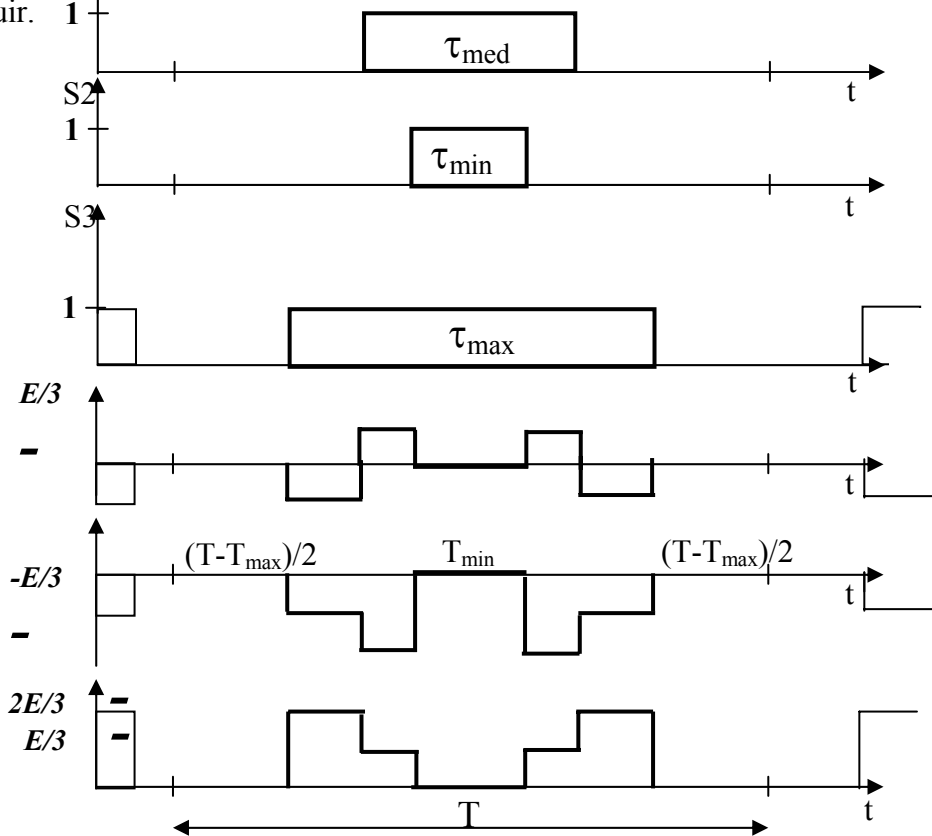 uir.
1
τmed
t
S2
1
τmin
t
S3
1
τmax
t
E/3
-
t
(T-Tmax)/2 Tmin (T-Tmax)/2
-E/3
t
-
2E/3 -
E/3 -
t
T